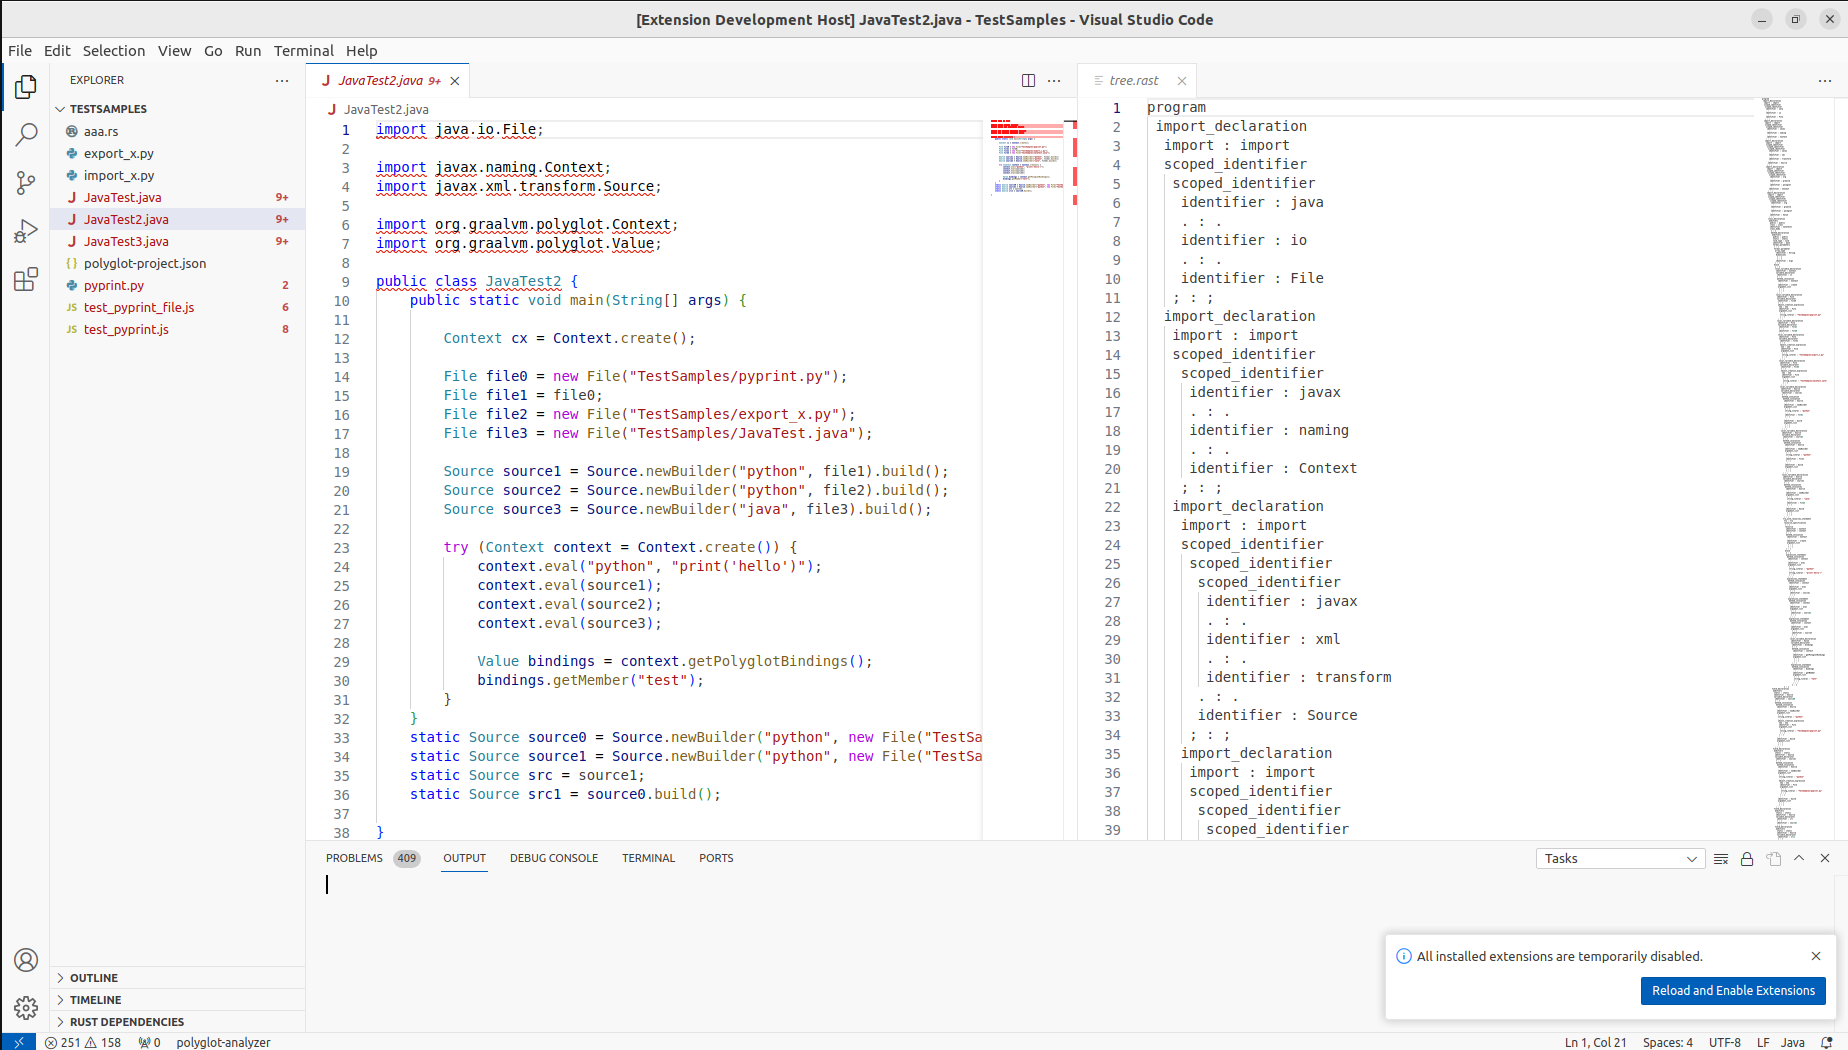 [Extension Development Host] JavaTest2.java - TestSamples - Visual Studio Code
File Edit Selection View Go Run Terminal Help
EXPLORER
TESTSAMPLES
aaa.rs
export_x.py
import_x.py
JavaTest.java 9+
JavaTest2.java 9+
JavaTest3.java 9+
polyglot-project.json
pyprint.py 2
test_pyprint_file.js 6
test_pyprint.js 8
OUTLINE
TIMELINE
RUST DEPENDENCIES
JavaTest2.java 9+
JavaTest2.java
1 import java.io.File;
2
3 import javax.naming.Context;
4 import javax.xml.transform.Source;
5
6 import org.graalvm.polyglot.Context;
7 import org.graalvm.polyglot.Value;
8
9 public class JavaTest2 {
10 public static void main(String[] args) {
11
12 Context cx = Context.create();
13
14 File file0 = new File("TestSamples/pyprint.py");
15 File file1 = file0;
16 File file2 = new File("TestSamples/export_x.py");
17 File file3 = new File("TestSamples/JavaTest.java");
18
19 Source source1 = Source.newBuilder("python", file1).build();
20 Source source2 = Source.newBuilder("python", file2).build();
21 Source source3 = Source.newBuilder("java", file3).build();
22
23 try (Context context = Context.create()) {
24 context.eval("python", "print('hello')");
25 context.eval(source1);
26 context.eval(source2);
27 context.eval(source3);
28
29 Value bindings = context.getPolyglotBindings();
30 bindings.getMember("test");
31 }
32 }
33 static Source source0 = Source.newBuilder("python", new File("TestSa
34 static Source source1 = Source.newBuilder("python", new File("TestSa
35 static Source src = source1;
36 static Source src1 = source0.build();
37
38 }
tree.rast
1 program
2 import_declaration
3 import : import
4 scoped_identifier
5 scoped_identifier
6 identifier : java
7 . : .
8 identifier : io
9 . : .
10 identifier : File
11 ; : ;
12 import_declaration
13 import : import
14 scoped_identifier
15 scoped_identifier
16 identifier : javax
17 . : .
18 identifier : naming
19 . : .
20 identifier : Context
21 ; : ;
22 import_declaration
23 import : import
24 scoped_identifier
25 scoped_identifier
26 scoped_identifier
27 identifier : javax
28 . : .
29 identifier : xml
30 . : .
31 identifier : transform
32 . : .
33 identifier : Source
34 ; : ;
35 import_declaration
36 import : import
37 scoped_identifier
38 scoped_identifier
39 scoped_identifier
PROBLEMS 409 OUTPUT DEBUG CONSOLE TERMINAL PORTS
Tasks
All installed extensions are temporarily disabled.
Reload and Enable Extensions
251 158 0 polyglot-analyzer
Ln 1, Col 21 Spaces: 4 UTF-8 LF Java